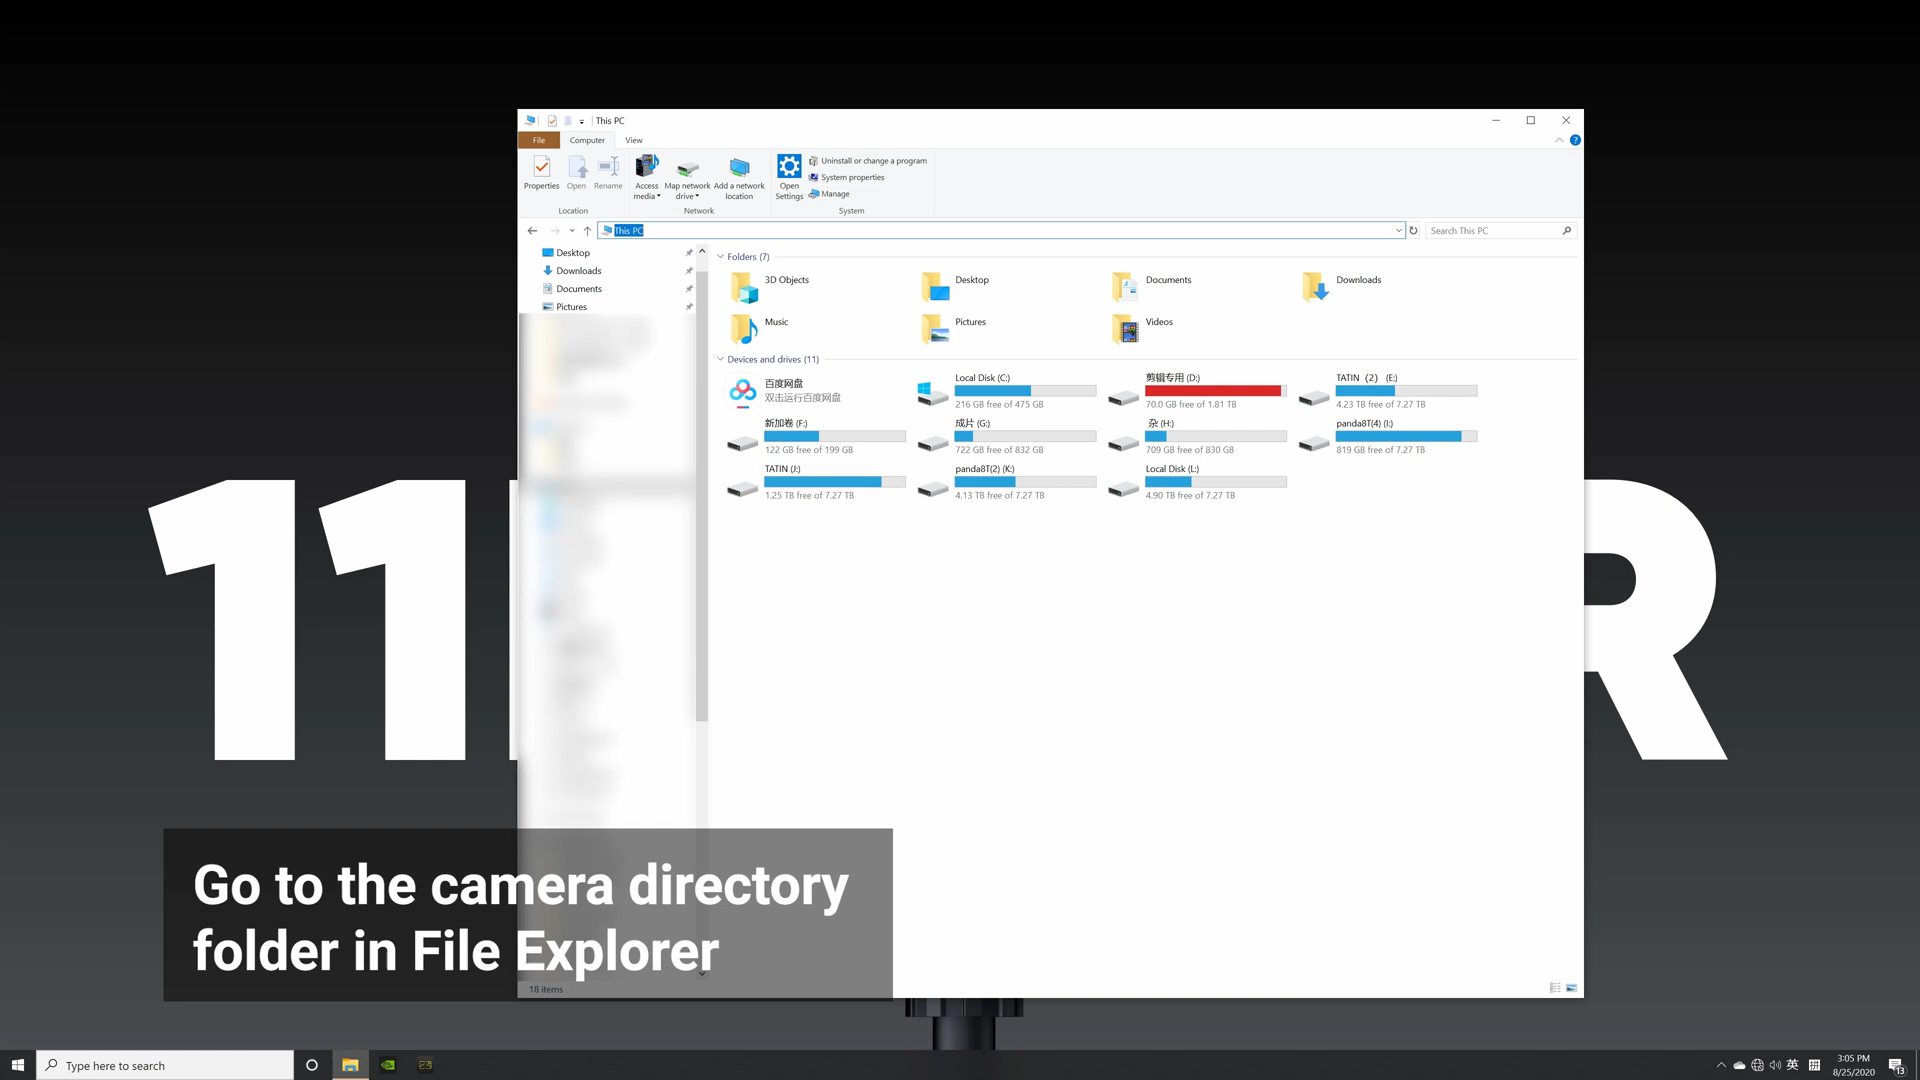 This PC
File
Computer
View
Properties
Open
Rename
Access media
Map network drive
Add a network location
Open Settings
Uninstall or change a program
System properties
Manage
Location
Network
System
This PC
Search This PC
Desktop
Downloads
Documents
Pictures
Folders (7)
3D Objects
Desktop
Documents
Downloads
Music
Pictures
Videos
Devices and drives (11)
百度网盘
双击运行百度网盘
Local Disk (C:)
216 GB free of 475 GB
剪辑专用 (D:)
70.0 GB free of 1.81 TB
TATIN（2） (E:)
4.23 TB free of 7.27 TB
新加卷 (F:)
122 GB free of 199 GB
成片 (G:)
722 GB free of 832 GB
杂 (H:)
709 GB free of 830 GB
panda8T(4) (I:)
819 GB free of 7.27 TB
TATIN (J:)
1.25 TB free of 7.27 TB
panda8T(2) (K:)
4.13 TB free of 7.27 TB
Local Disk (L:)
4.90 TB free of 7.27 TB
11
R
Go to the camera directory
folder in File Explorer
18 items
Type here to search
英
3:05 PM
8/25/2020
13